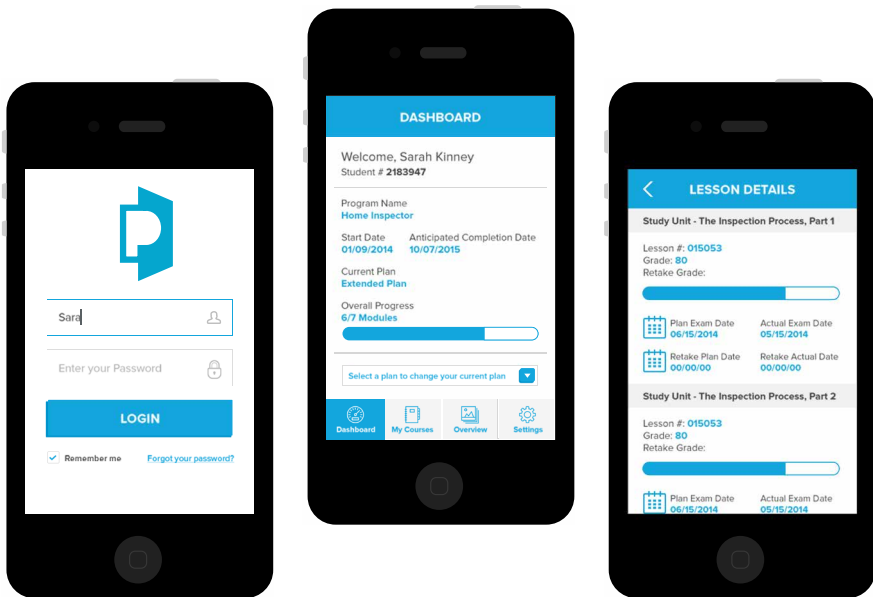 Sara
Enter your Password
LOGIN
Remember me Forgot your password?
DASHBOARD
Welcome, Sarah Kinney
Student # 2183947
Program Name
Home Inspector
Start Date Anticipated Completion Date
01/09/2014 10/07/2015
Current Plan
Extended Plan
Overall Progress
6/7 Modules
Select a plan to change your current plan
Dashboard My Courses Overview Settings
LESSON DETAILS
Study Unit - The Inspection Process, Part 1
Lesson #: 015053
Grade: 80
Retake Grade:
Plan Exam Date Actual Exam Date
06/15/2014 05/15/2014
Retake Plan Date Retake Actual Date
00/00/00 00/00/00
Study Unit - The Inspection Process, Part 2
Lesson #: 015053
Grade: 80
Retake Grade:
Plan Exam Date Actual Exam Date
06/15/2014 05/15/2014